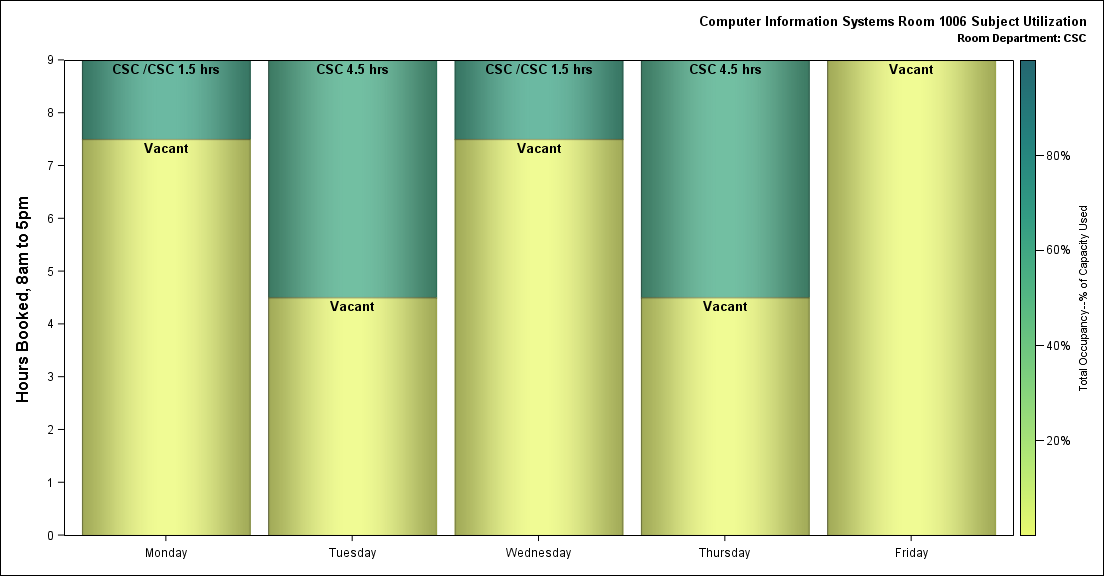 Computer Information Systems Room 1006 Subject Utilization
Room Department: CSC
Hours Booked, 8am to 5pm
9
8
7
6
5
4
3
2
1
0
CSC /CSC 1.5 hrs
CSC 4.5 hrs
CSC /CSC 1.5 hrs
CSC 4.5 hrs
Vacant
Vacant
Vacant
Vacant
Vacant
Monday
Tuesday
Wednesday
Thursday
Friday
80%
60%
40%
20%
Total Occupancy--% of Capacity Used